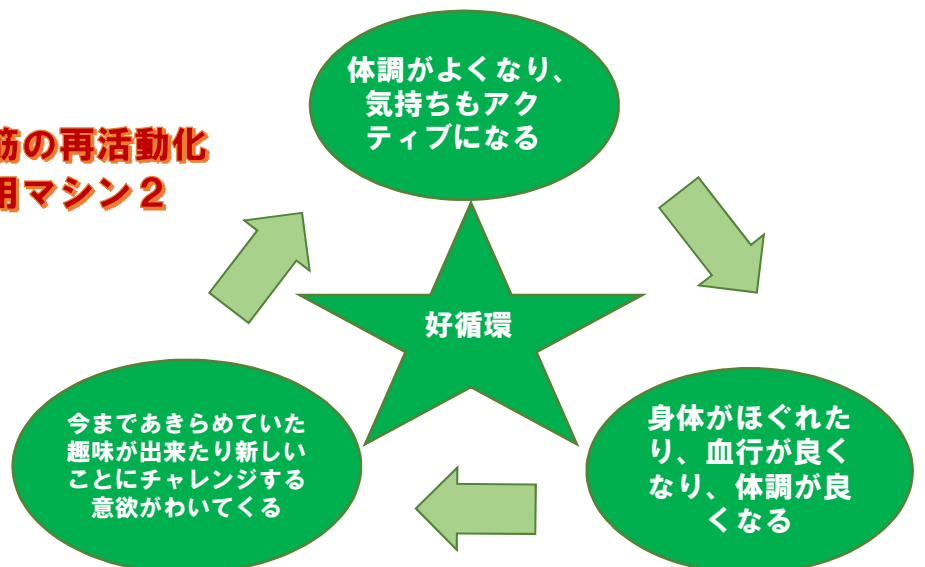 体調がよくなり、
気持ちもアク
ティブになる
筋の再活動化
用マシン２
好循環
今まであきらめていた
趣味が出来たり新しい
ことにチャレンジする
意欲がわいてくる
身体がほぐれた
り、血行が良く
なり、体調が良
くなる